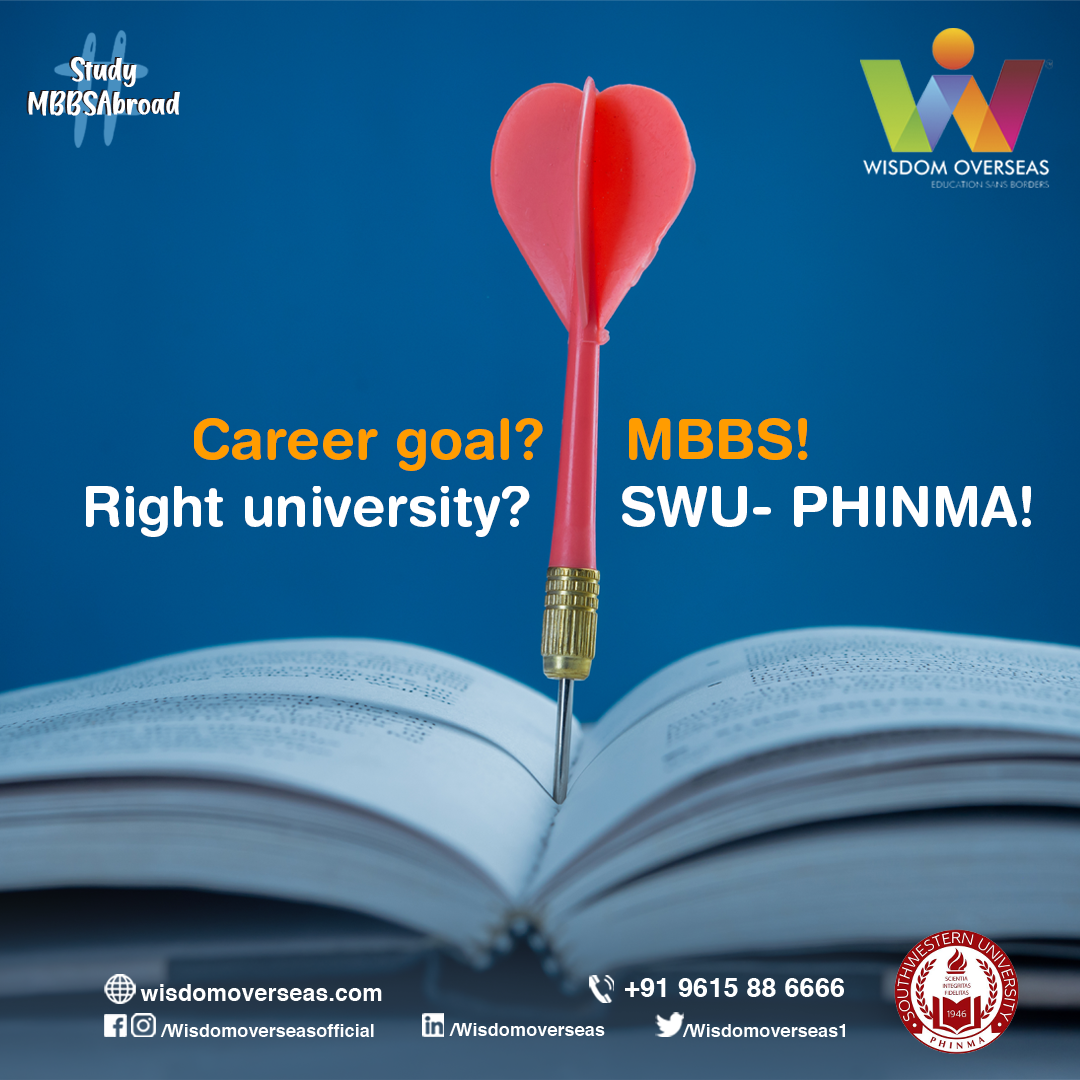 #
Study
MBBSAbroad
WISDOM OVERSEAS
EDUCATION SANS BORDERS
Career goal? MBBS!
Right university? SWU- PHINMA!
wisdomoverseas.com
+91 9615 88 6666
/Wisdomoverseasofficial
/Wisdomoverseas
/Wisdomoverseas1
SOUTHWESTERN UNIVERSITY
SCIENTIA
INTEGRITAS
FIDELITAS
1946
PHINMA